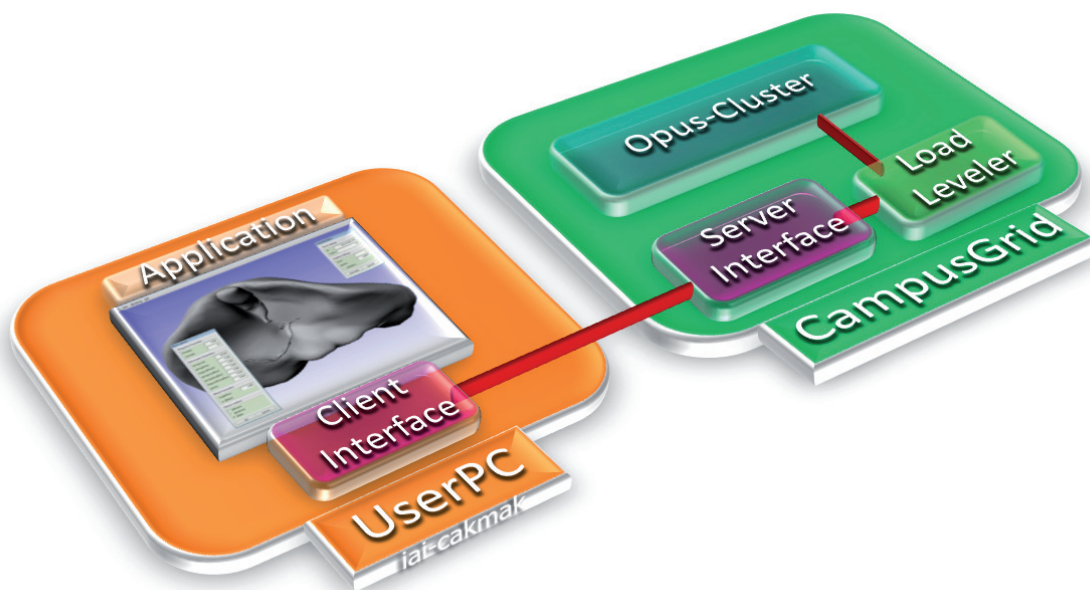 Opus-Cluster
Load
Leveler
Server
Interface
CampusGrid
Application
Client
Interface
UserPC
iai-cakmak